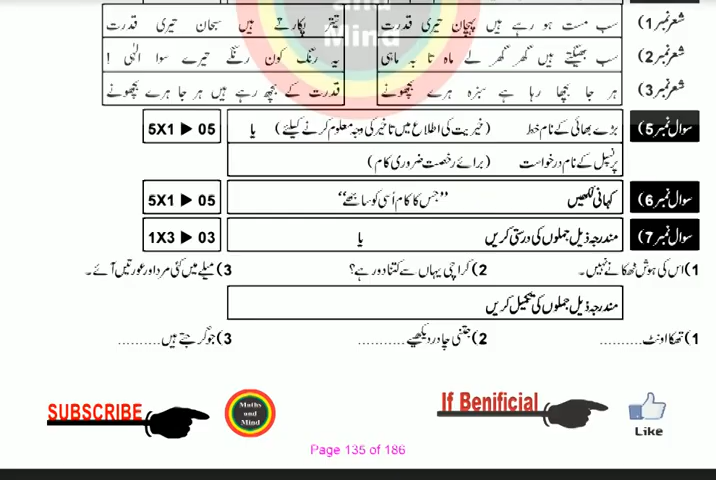 شعر نمبر 1) سب مست ہو رہے ہیں پہچان تیری قدرت تیتر پکارتے ہیں سبحان تیری قدرت
شعر نمبر 2) سب بھیگتے ہیں گھر گھر لے ماہ تا بہ ماہی یہ رنگ کون رنگے تیرے سوا الٰہی !
شعر نمبر 3) ہر جا بچھا رہا ہے سبزہ ہرے بچھونے قدرت کے بچھ رہے ہیں ہر جا ہرے بچھونے
and
Mind
سوال نمبر 5) بڑے بھائی کے نام خط (خیریت کی اطلاع میں تاخیر کی وجہ معلوم کرنے کیلئے) یا 5X1 ▶ 05
پرنسپل کے نام درخواست (برائے رخصت ضروری کام)
سوال نمبر 6) کہانی لکھیں ”جس کا کام اُسی کو سابھے“ 5X1 ▶ 05
سوال نمبر 7) مندرجہ ذیل جملوں کی درستی کریں یا 1X3 ▶ 03
1) اس کی ہوش ٹھکانے نہیں۔ 2) کراچی یہاں سے کتنا دور ہے؟ 3) میلے میں کئی مرد اور عورتیں آئے۔
مندرجہ ذیل جملوں کی تکمیل کریں
1) تھکا اونٹ.......... 2) جتنی چادر دیکھیے .......... 3) جو گرجتے ہیں ..........
SUBSCRIBE
Maths
and
Mind
If Benificial
Like
Page 135 of 186